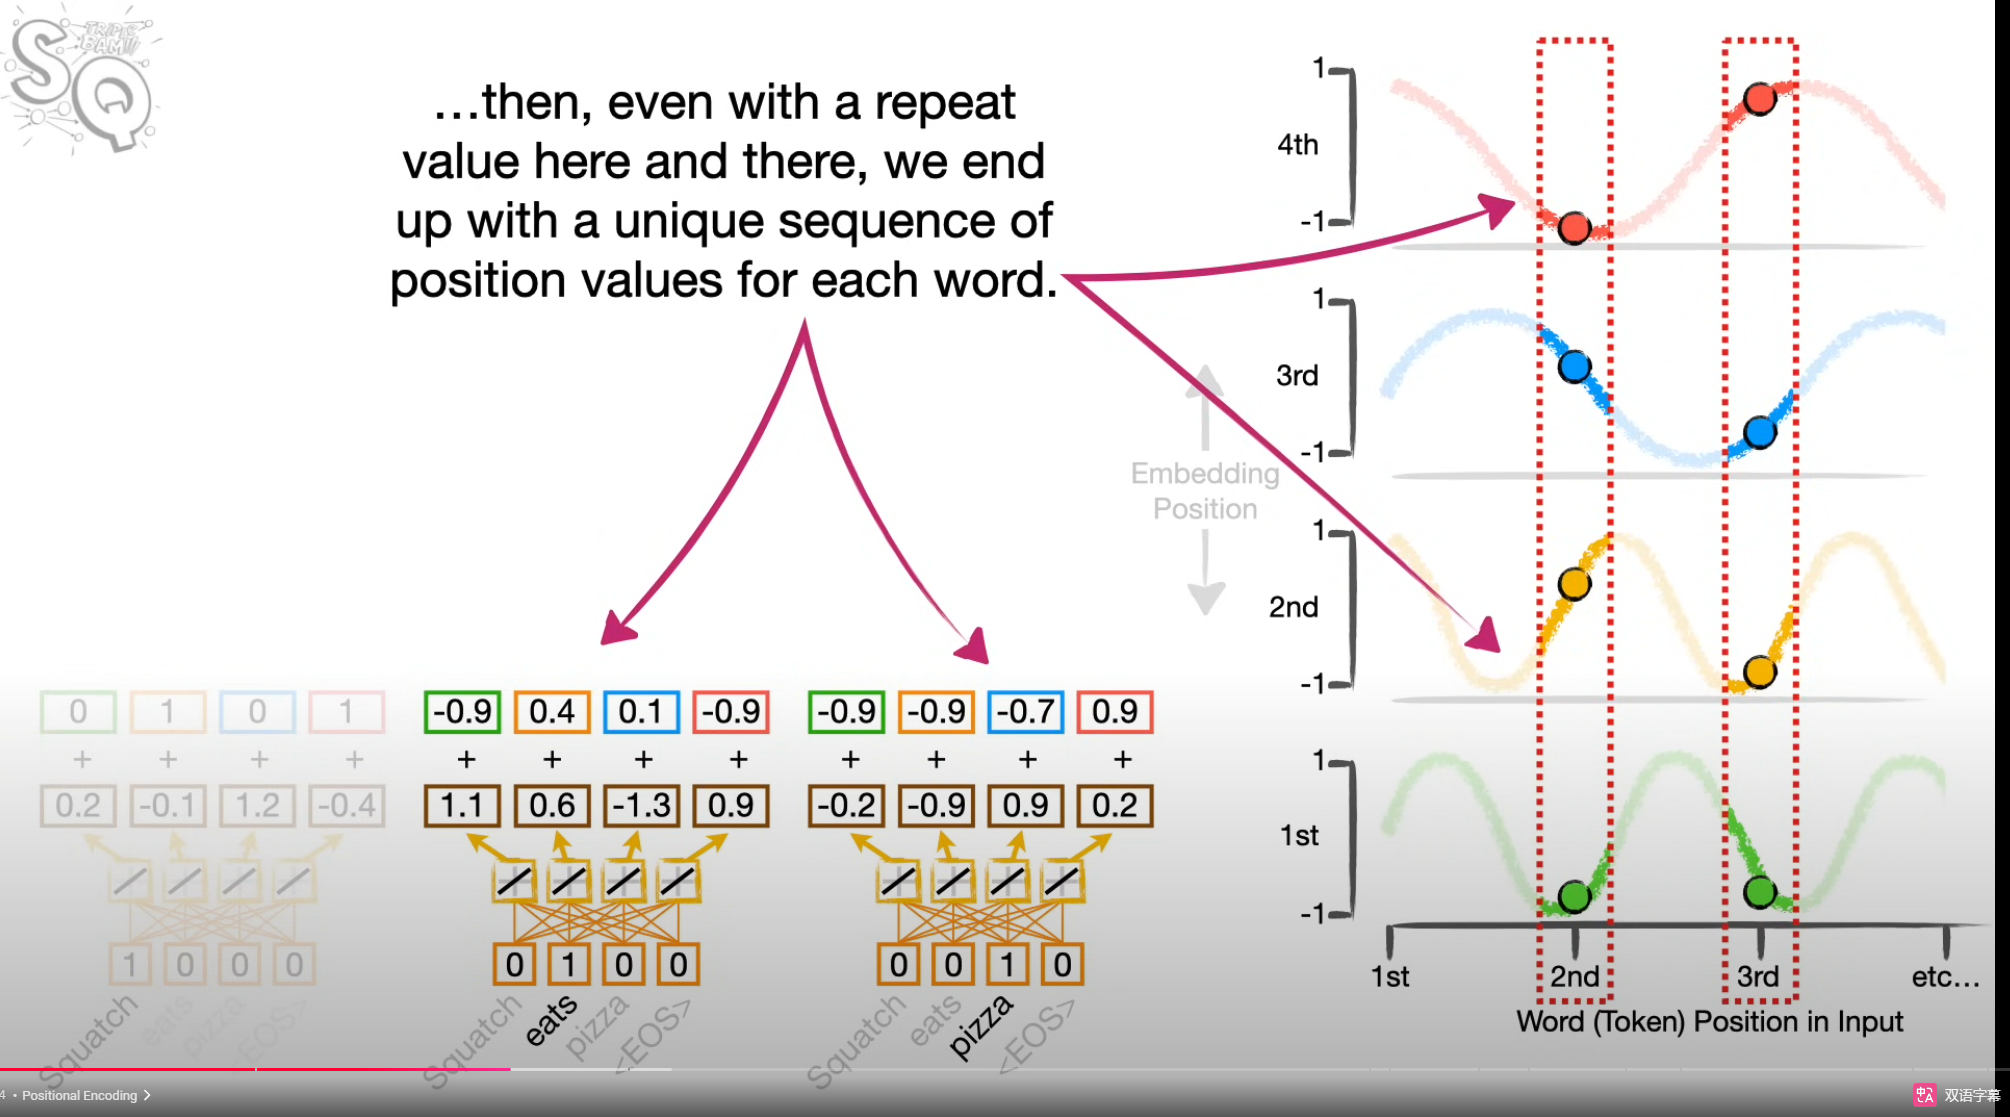 TRIPLE
BAM!!!
SQ
…then, even with a repeat
value here and there, we end
up with a unique sequence of
position values for each word.
1
4th
-1
1
3rd
-1
Embedding
Position
1
2nd
-1
1
1st
-1
1st 2nd 3rd etc…
Word (Token) Position in Input
0 1 0 1 -0.9 0.4 0.1 -0.9 -0.9 -0.9 -0.7 0.9
+ + + + + + + + + + + +
0.2 -0.1 1.2 -0.4 1.1 0.6 -1.3 0.9 -0.2 -0.9 0.9 0.2
1 0 0 0 0 1 0 0 0 0 1 0
Squatch eats pizza <EOS> Squatch eats pizza <EOS> Squatch eats pizza <EOS>
4 • Positional Encoding >
中A 双语字幕